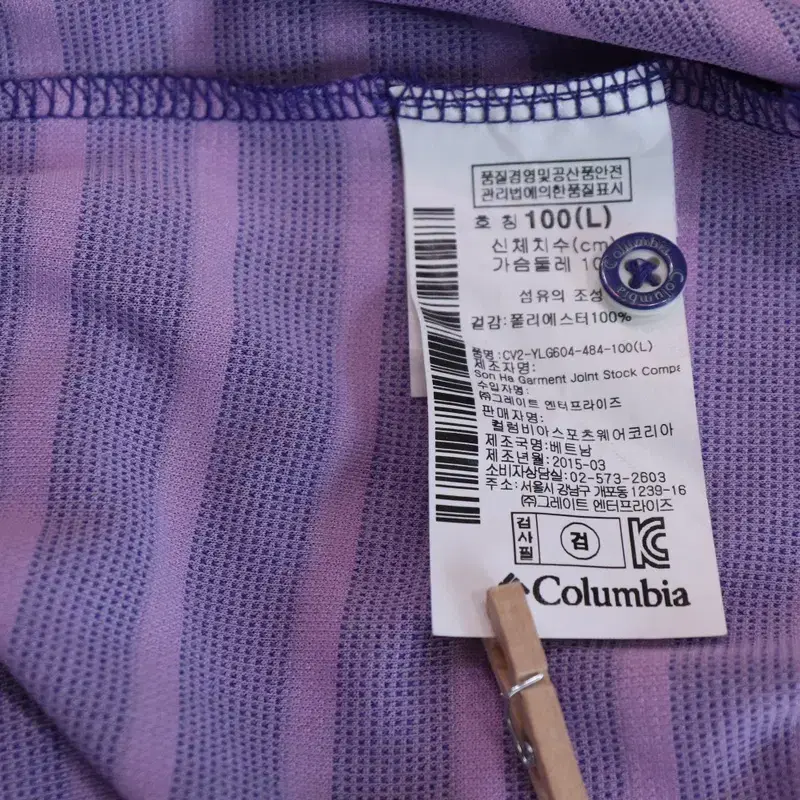 품질경영및공산품안전
관리법에의한품질표시
호 칭 100(L)
신체치수(cm)
가슴둘레
섬유의 조성
겉감: 폴리에스터100%
품명: CV2-YLG604-484-100(L)
제조자명:
Son Ha Garment Joint Stock
수입자명:
㈜그레이트 엔터프라이즈
판매자명:
컬럼비아스포츠웨어코리아
제조국명: 베트남
제조년월: 2015-03
소비자상담실: 02-573-2603
주소: 서울시 강남구 개포동 1239-16
㈜그레이트 엔터프라이즈
검사필 검 KC
Columbia
Columbia
Columbia